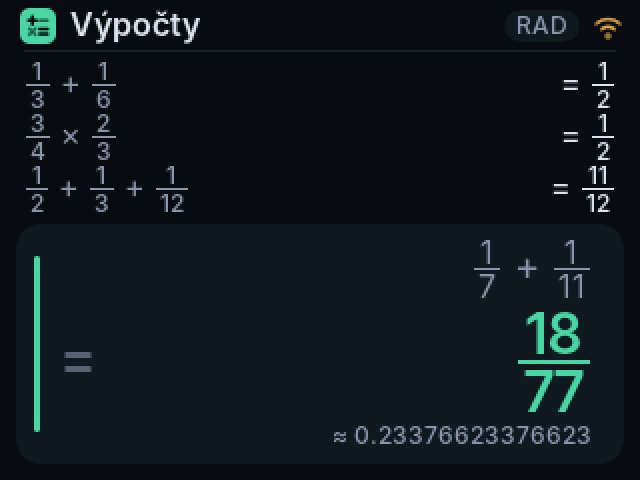 Výpočty RAD
1/3 + 1/6 = 1/2
3/4 × 2/3 = 1/2
1/2 + 1/3 + 1/12 = 11/12
1/7 + 1/11
= 18/77
≈ 0.23376623376623